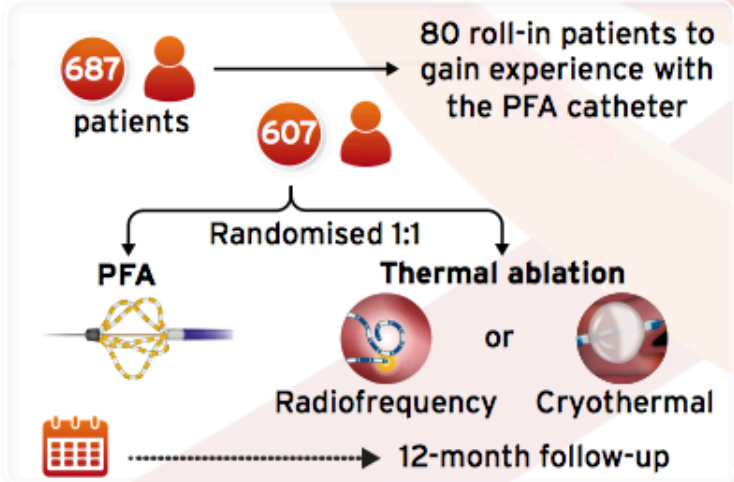 687
patients
80 roll-in patients to
gain experience with
the PFA catheter
607
Randomised 1:1
PFA
Thermal ablation
or
Radiofrequency
Cryothermal
12-month follow-up